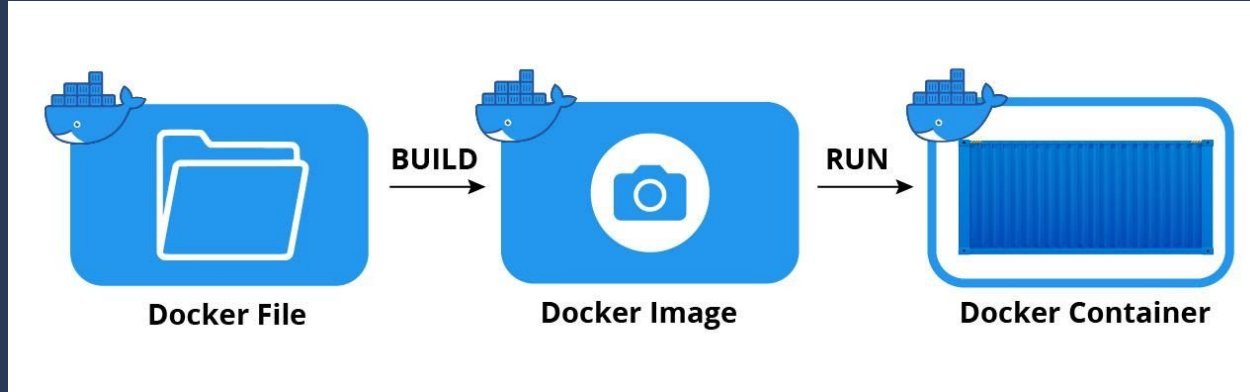 BUILD
RUN
Docker File
Docker Image
Docker Container